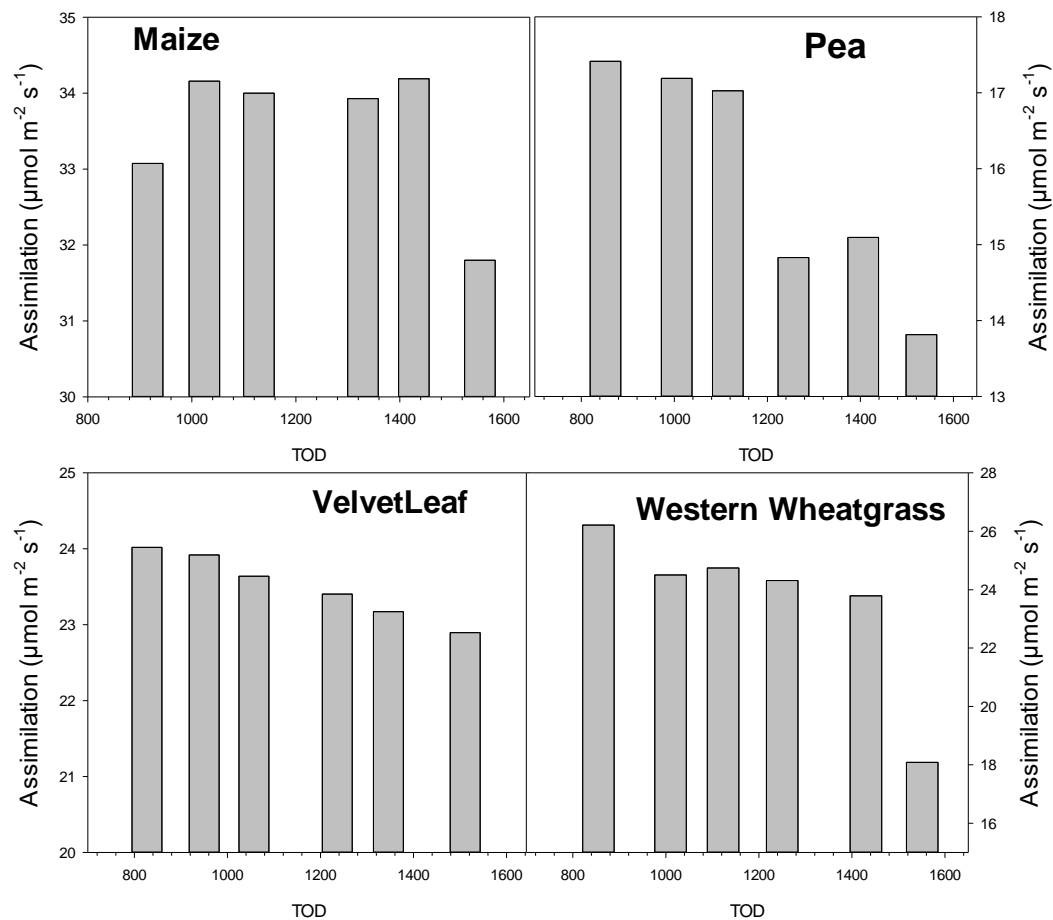 Maize
Assimilation (µmol m-2 s-1)
35
34
33
32
31
30
800 1000 1200 1400 1600
TOD
Pea
18
17
16
15
14
13
Assimilation (µmol m-2 s-1)
800 1000 1200 1400 1600
TOD
VelvetLeaf
Assimilation (µmol m-2 s-1)
25
24
23
22
21
20
800 1000 1200 1400 1600
TOD
Western Wheatgrass
28
26
24
22
20
18
16
Assimilation (µmol m-2 s-1)
800 1000 1200 1400 1600
TOD